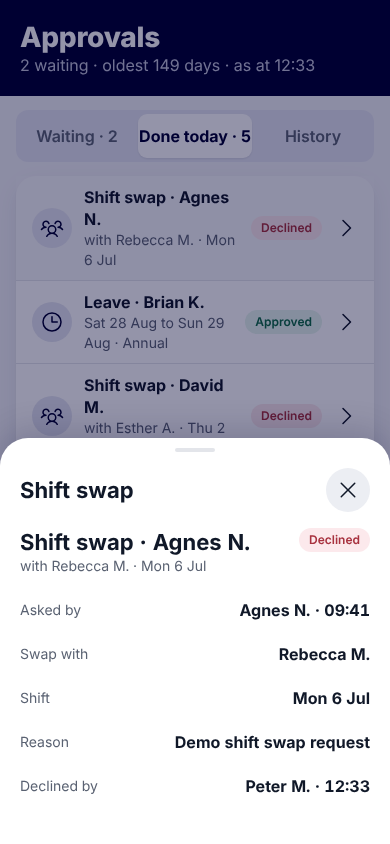 Approvals
2 waiting · oldest 149 days · as at 12:33
Waiting · 2
Done today · 5
History
Shift swap · Agnes
N.
with Rebecca M. · Mon
6 Jul
Declined
Leave · Brian K.
Sat 28 Aug to Sun 29
Aug · Annual
Approved
Shift swap · David
M.
with Esther A. · Thu 2
Declined
Shift swap
Shift swap · Agnes N.
Declined
with Rebecca M. · Mon 6 Jul
Asked by
Agnes N. · 09:41
Swap with
Rebecca M.
Shift
Mon 6 Jul
Reason
Demo shift swap request
Declined by
Peter M. · 12:33